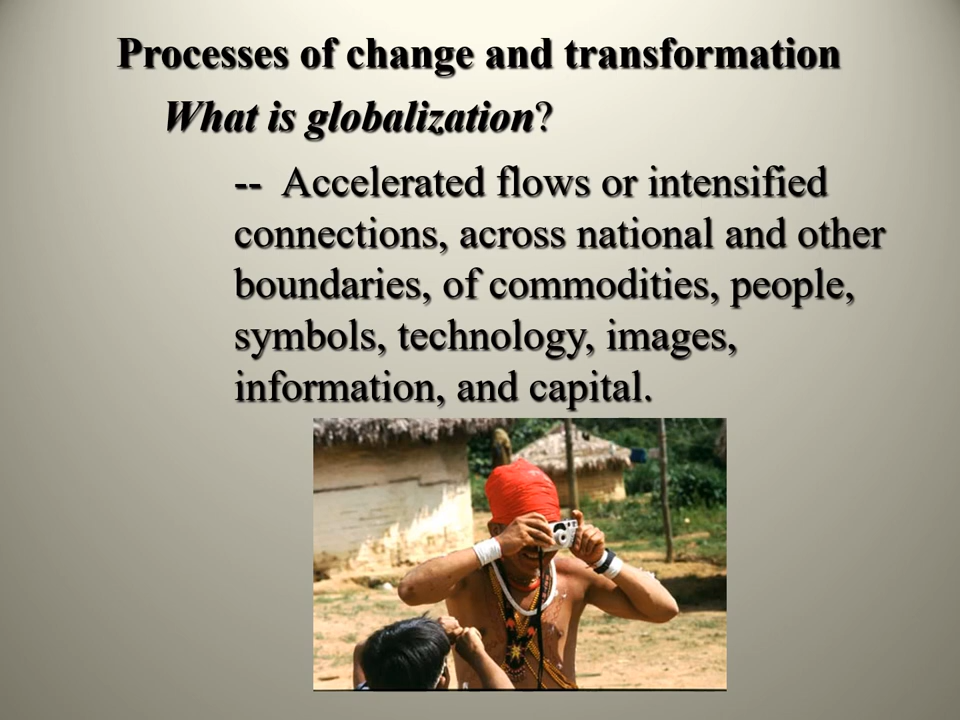 Processes of change and transformation
What is globalization?
-- Accelerated flows or intensified
connections, across national and other
boundaries, of commodities, people,
symbols, technology, images,
information, and capital.